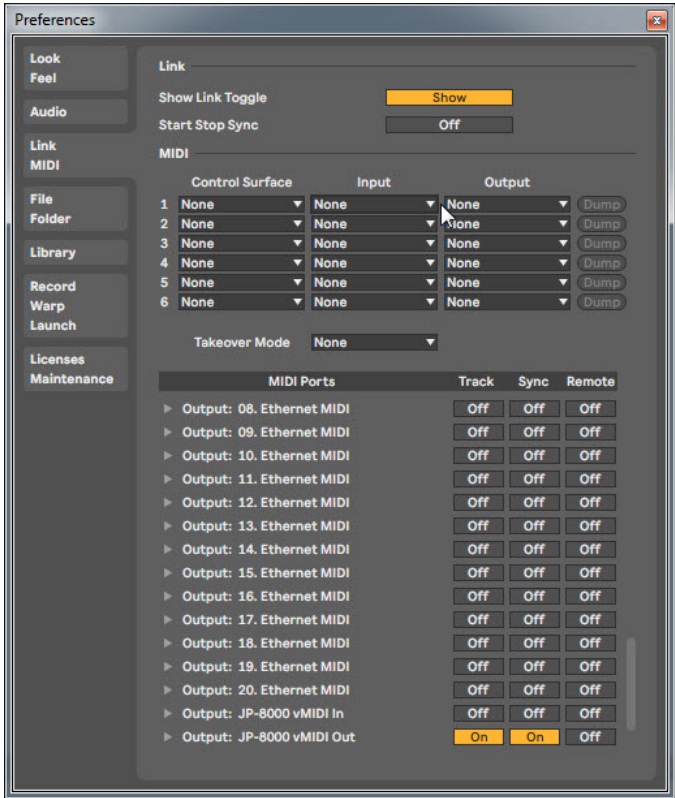 Preferences
Look
Feel
Audio
Link
MIDI
File
Folder
Library
Record
Warp
Launch
Licenses
Maintenance
Link
Show Link Toggle Show
Start Stop Sync Off
MIDI
Control Surface Input Output
1 None None None Dump
2 None None None Dump
3 None None None Dump
4 None None None Dump
5 None None None Dump
6 None None None Dump
Takeover Mode None
MIDI Ports Track Sync Remote
Output: 08. Ethernet MIDI Off Off Off
Output: 09. Ethernet MIDI Off Off Off
Output: 10. Ethernet MIDI Off Off Off
Output: 11. Ethernet MIDI Off Off Off
Output: 12. Ethernet MIDI Off Off Off
Output: 13. Ethernet MIDI Off Off Off
Output: 14. Ethernet MIDI Off Off Off
Output: 15. Ethernet MIDI Off Off Off
Output: 16. Ethernet MIDI Off Off Off
Output: 17. Ethernet MIDI Off Off Off
Output: 18. Ethernet MIDI Off Off Off
Output: 19. Ethernet MIDI Off Off Off
Output: 20. Ethernet MIDI Off Off Off
Output: JP-8000 vMIDI In Off Off Off
Output: JP-8000 vMIDI Out On On Off